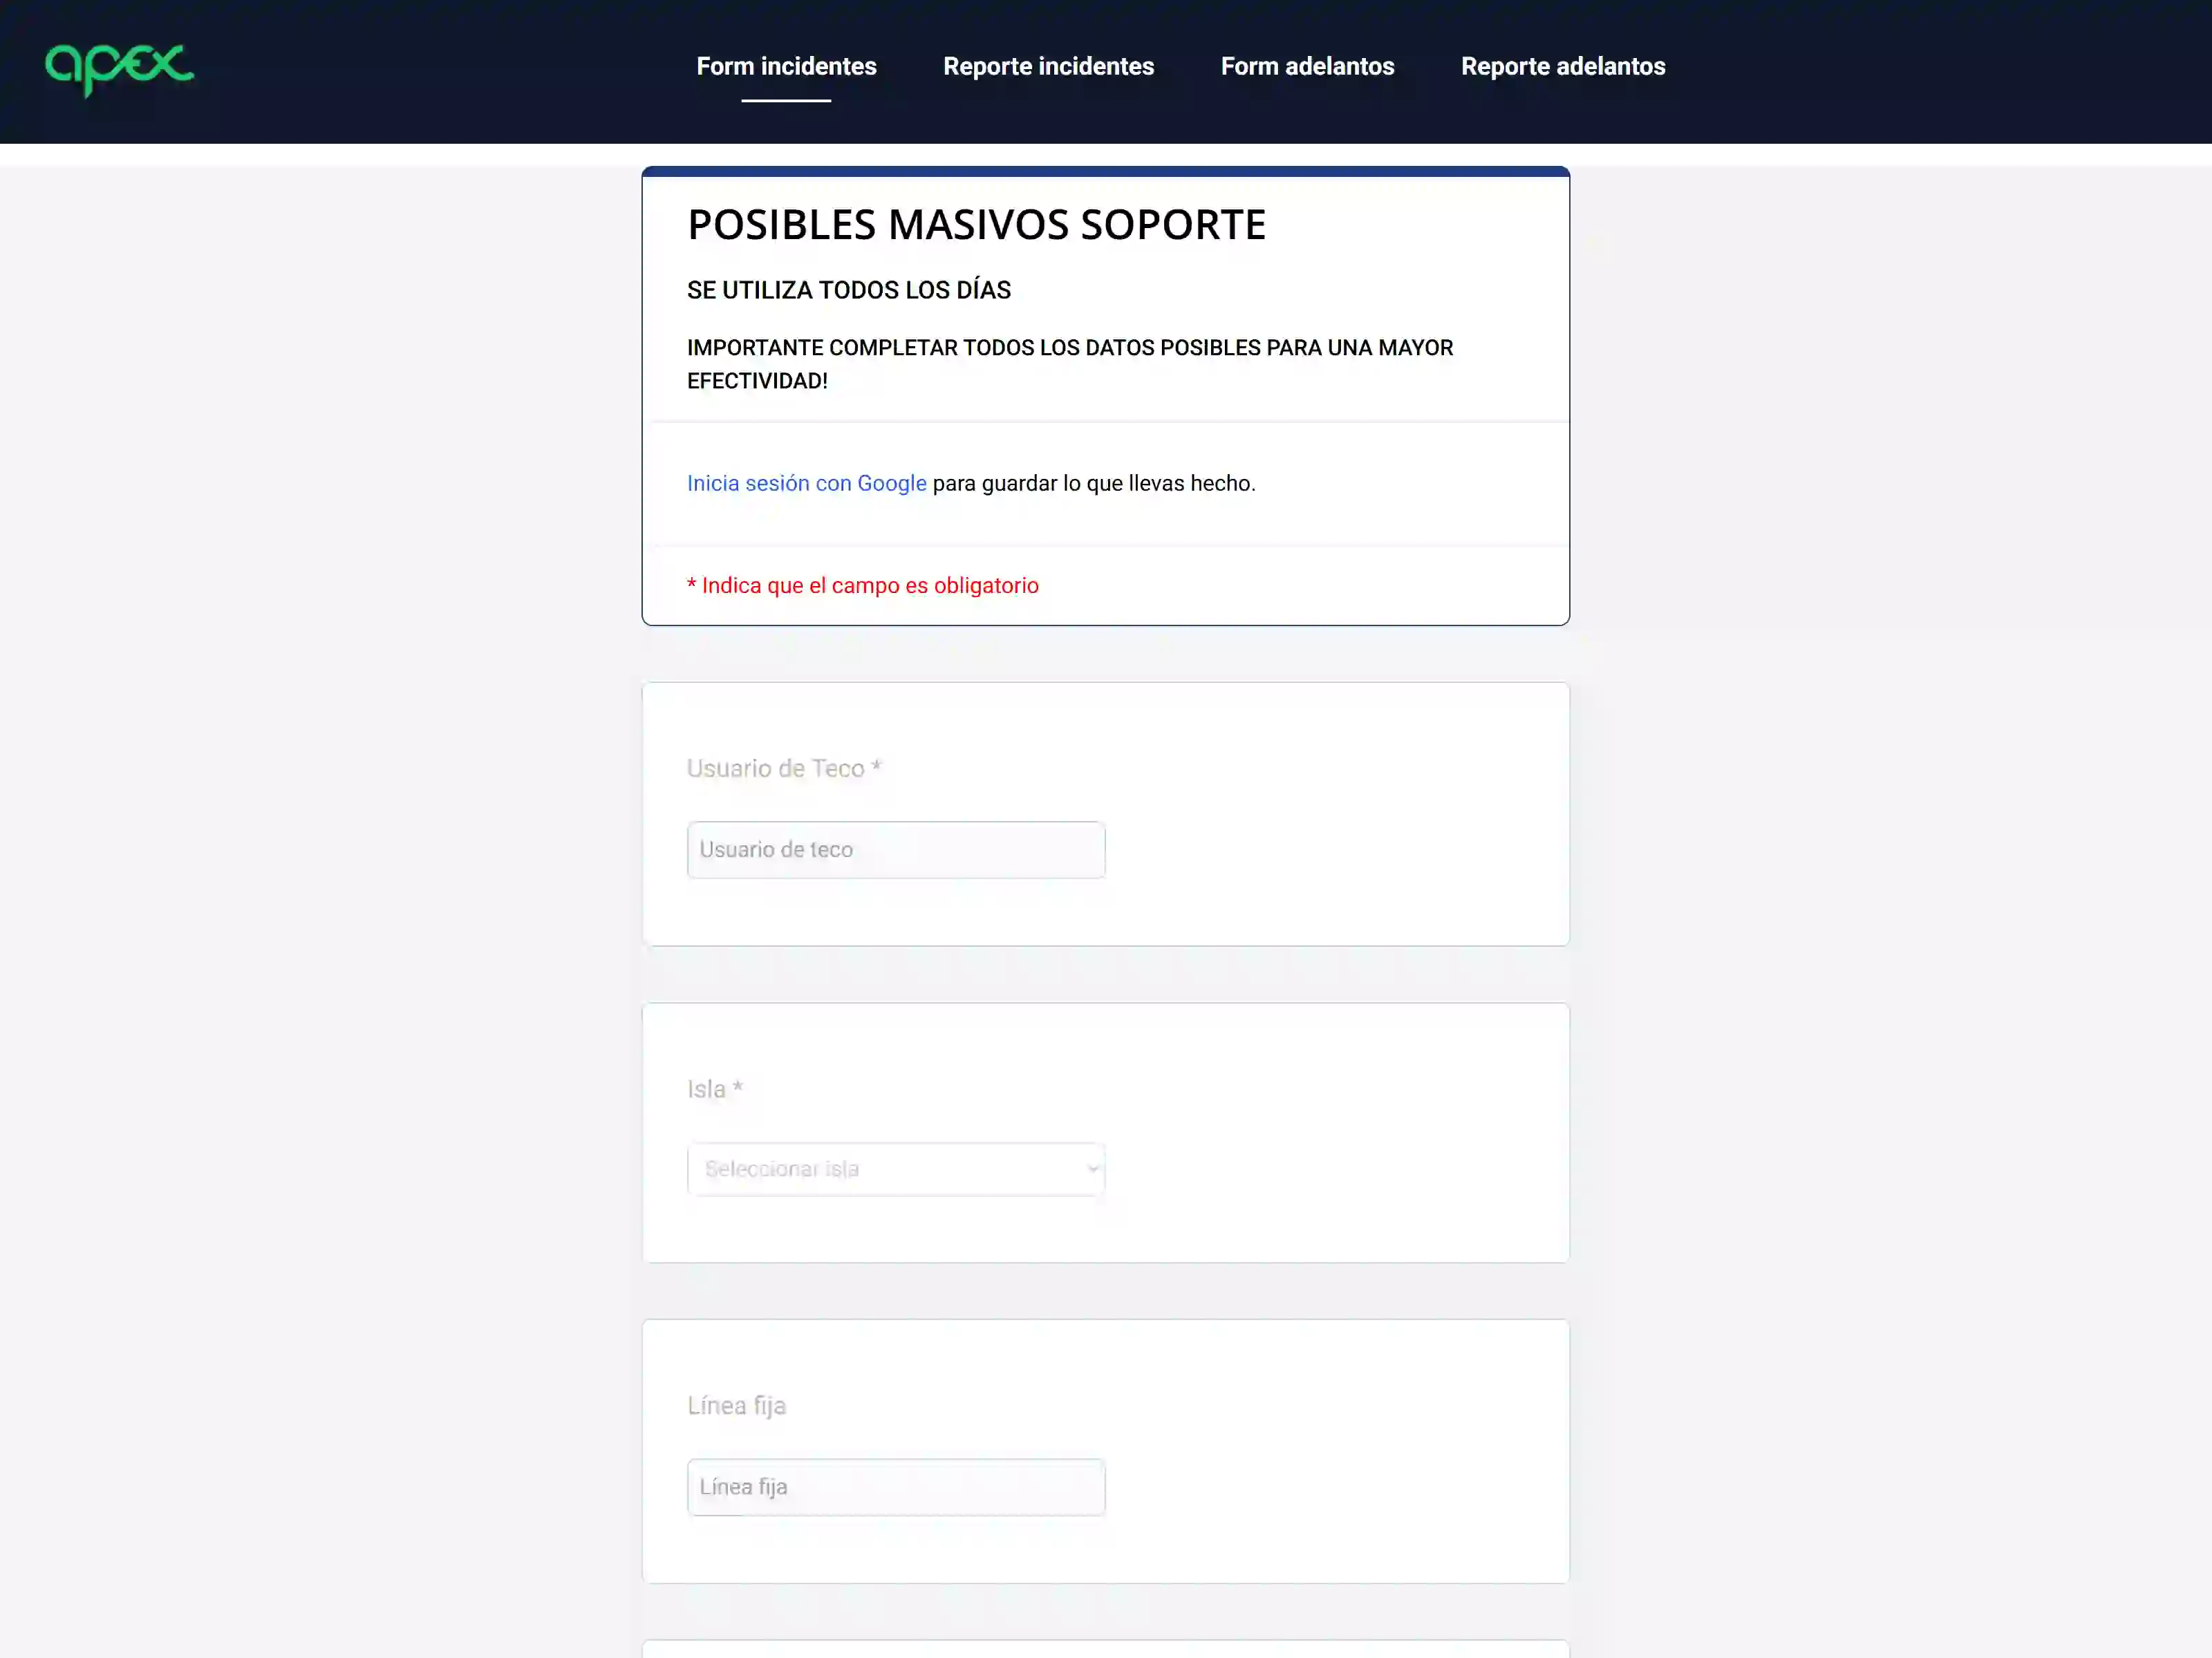 apex
Form incidentes
Reporte incidentes
Form adelantos
Reporte adelantos
POSIBLES MASIVOS SOPORTE
SE UTILIZA TODOS LOS DÍAS
IMPORTANTE COMPLETAR TODOS LOS DATOS POSIBLES PARA UNA MAYOR
EFECTIVIDAD!
Inicia sesión con Google para guardar lo que llevas hecho.
* Indica que el campo es obligatorio
Usuario de Teco *
Usuario de teco
Isla *
Seleccionar isla
Línea fija
Línea fija